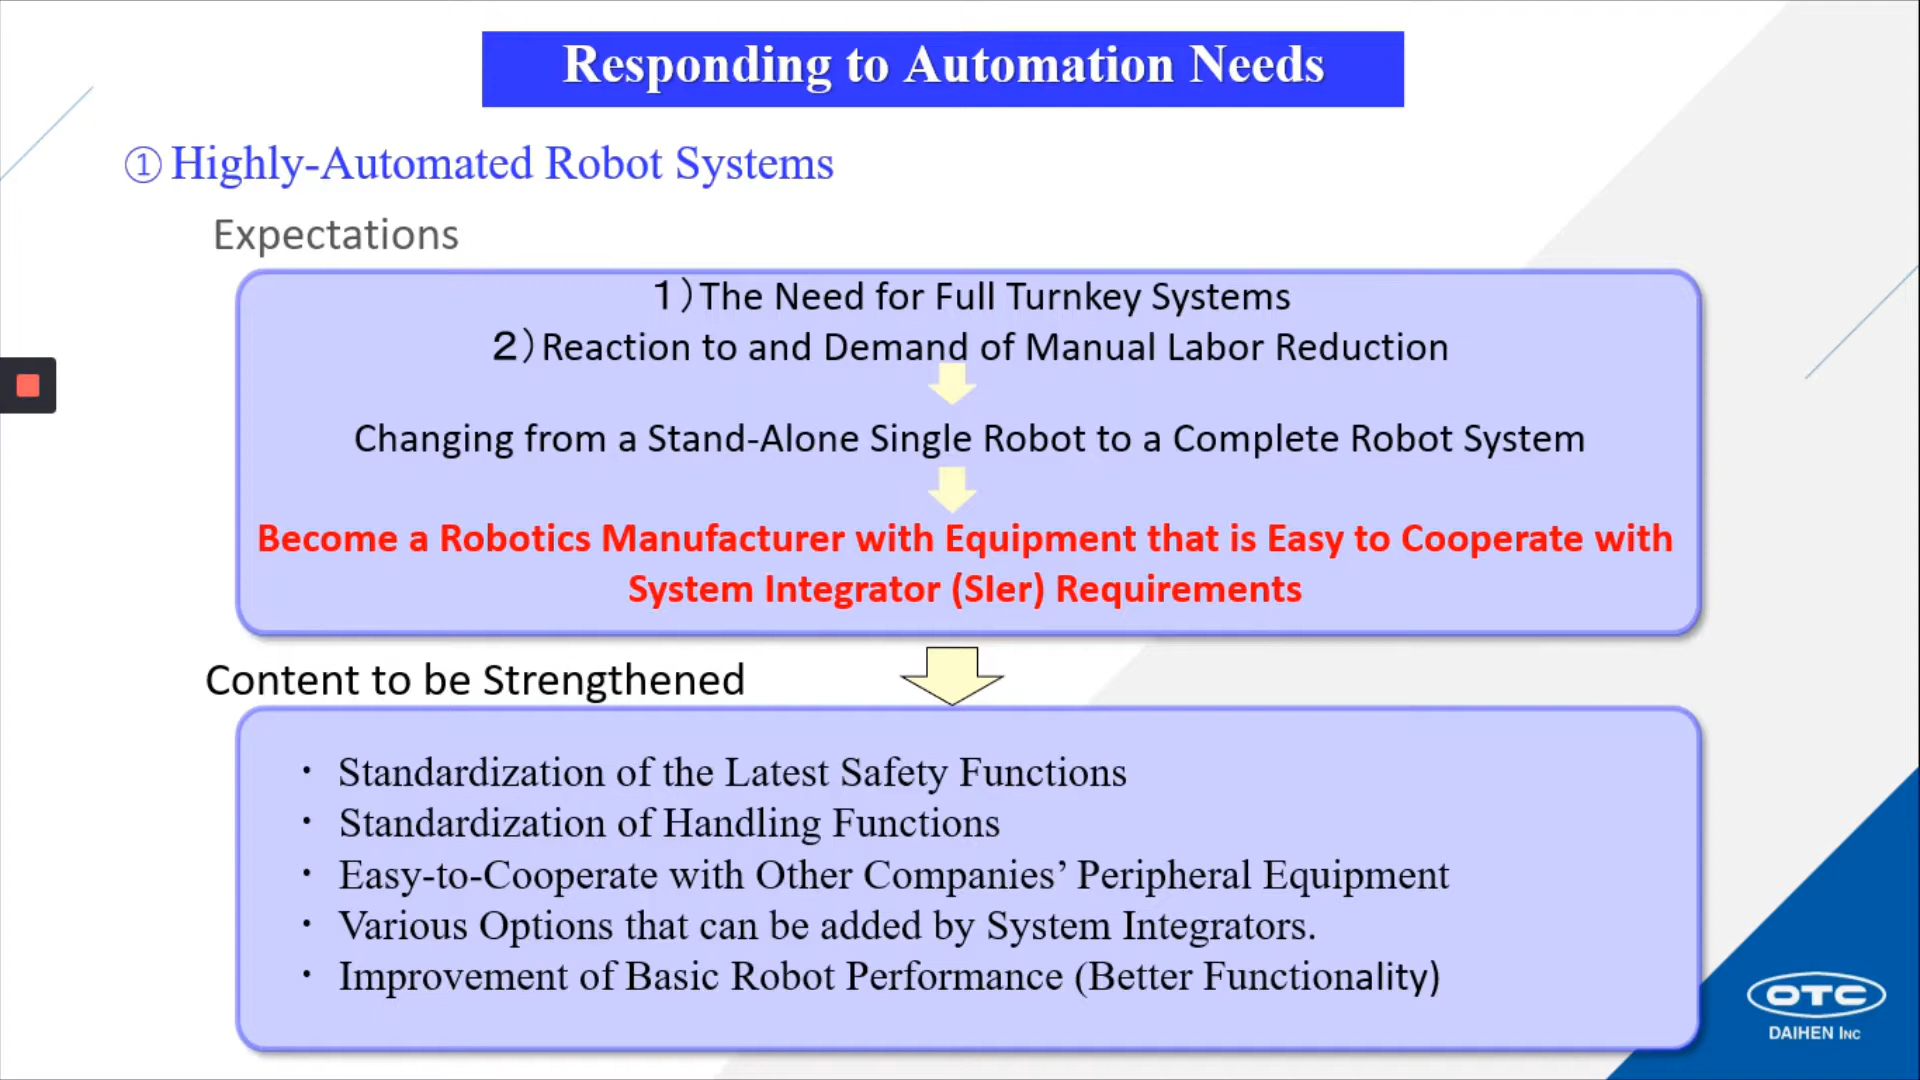 Responding to Automation Needs
① Highly-Automated Robot Systems
Expectations
1）The Need for Full Turnkey Systems
2）Reaction to and Demand of Manual Labor Reduction
Changing from a Stand-Alone Single Robot to a Complete Robot System
Become a Robotics Manufacturer with Equipment that is Easy to Cooperate with
System Integrator (SIer) Requirements
Content to be Strengthened
・ Standardization of the Latest Safety Functions
・ Standardization of Handling Functions
・ Easy-to-Cooperate with Other Companies’ Peripheral Equipment
・ Various Options that can be added by System Integrators.
・ Improvement of Basic Robot Performance (Better Functionality)
OTC
DAIHEN INC